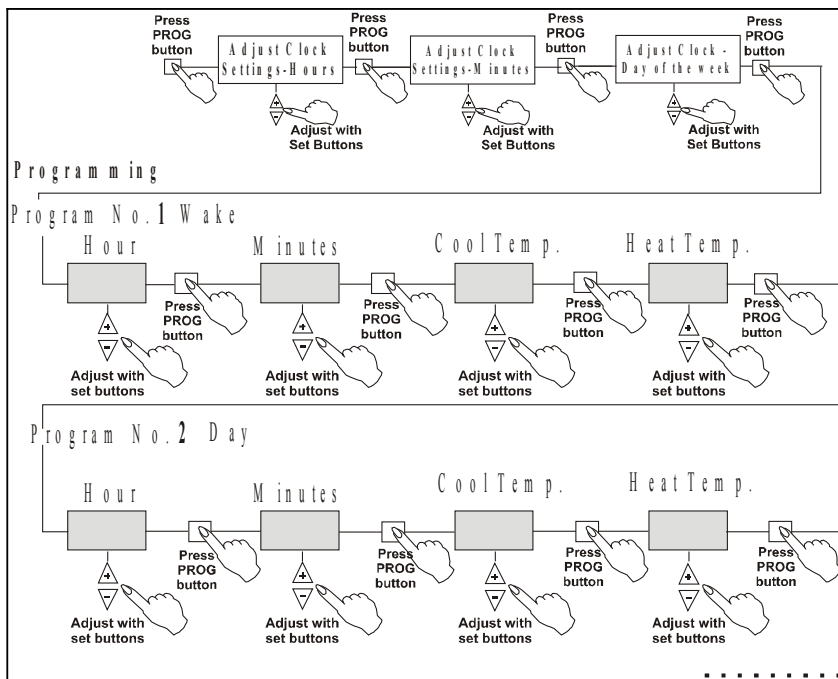 Press PROG button
Adjust Clock
Settings-Hours
Adjust with
Set Buttons
Press PROG button
Adjust Clock
Settings-Minutes
Adjust with
Set Buttons
Press PROG button
Adjust Clock -
Day of the week
Adjust with
Set Buttons
Press PROG button
Programming
Program No.1 Wake
Hour
Minutes
Cool Temp.
Heat Temp.
Press
PROG
button
Press
PROG
button
Press
PROG
button
Press
PROG
button
+
-
+
-
+
-
+
-
Adjust with
set buttons
Adjust with
set buttons
Adjust with
set buttons
Adjust with
set buttons
Program No.2 Day
Hour
Minutes
Cool Temp.
Heat Temp.
Press
PROG
button
Press
PROG
button
Press
PROG
button
Press
PROG
button
+
-
+
-
+
-
+
-
Adjust with
set buttons
Adjust with
set buttons
Adjust with
set buttons
Adjust with
set buttons